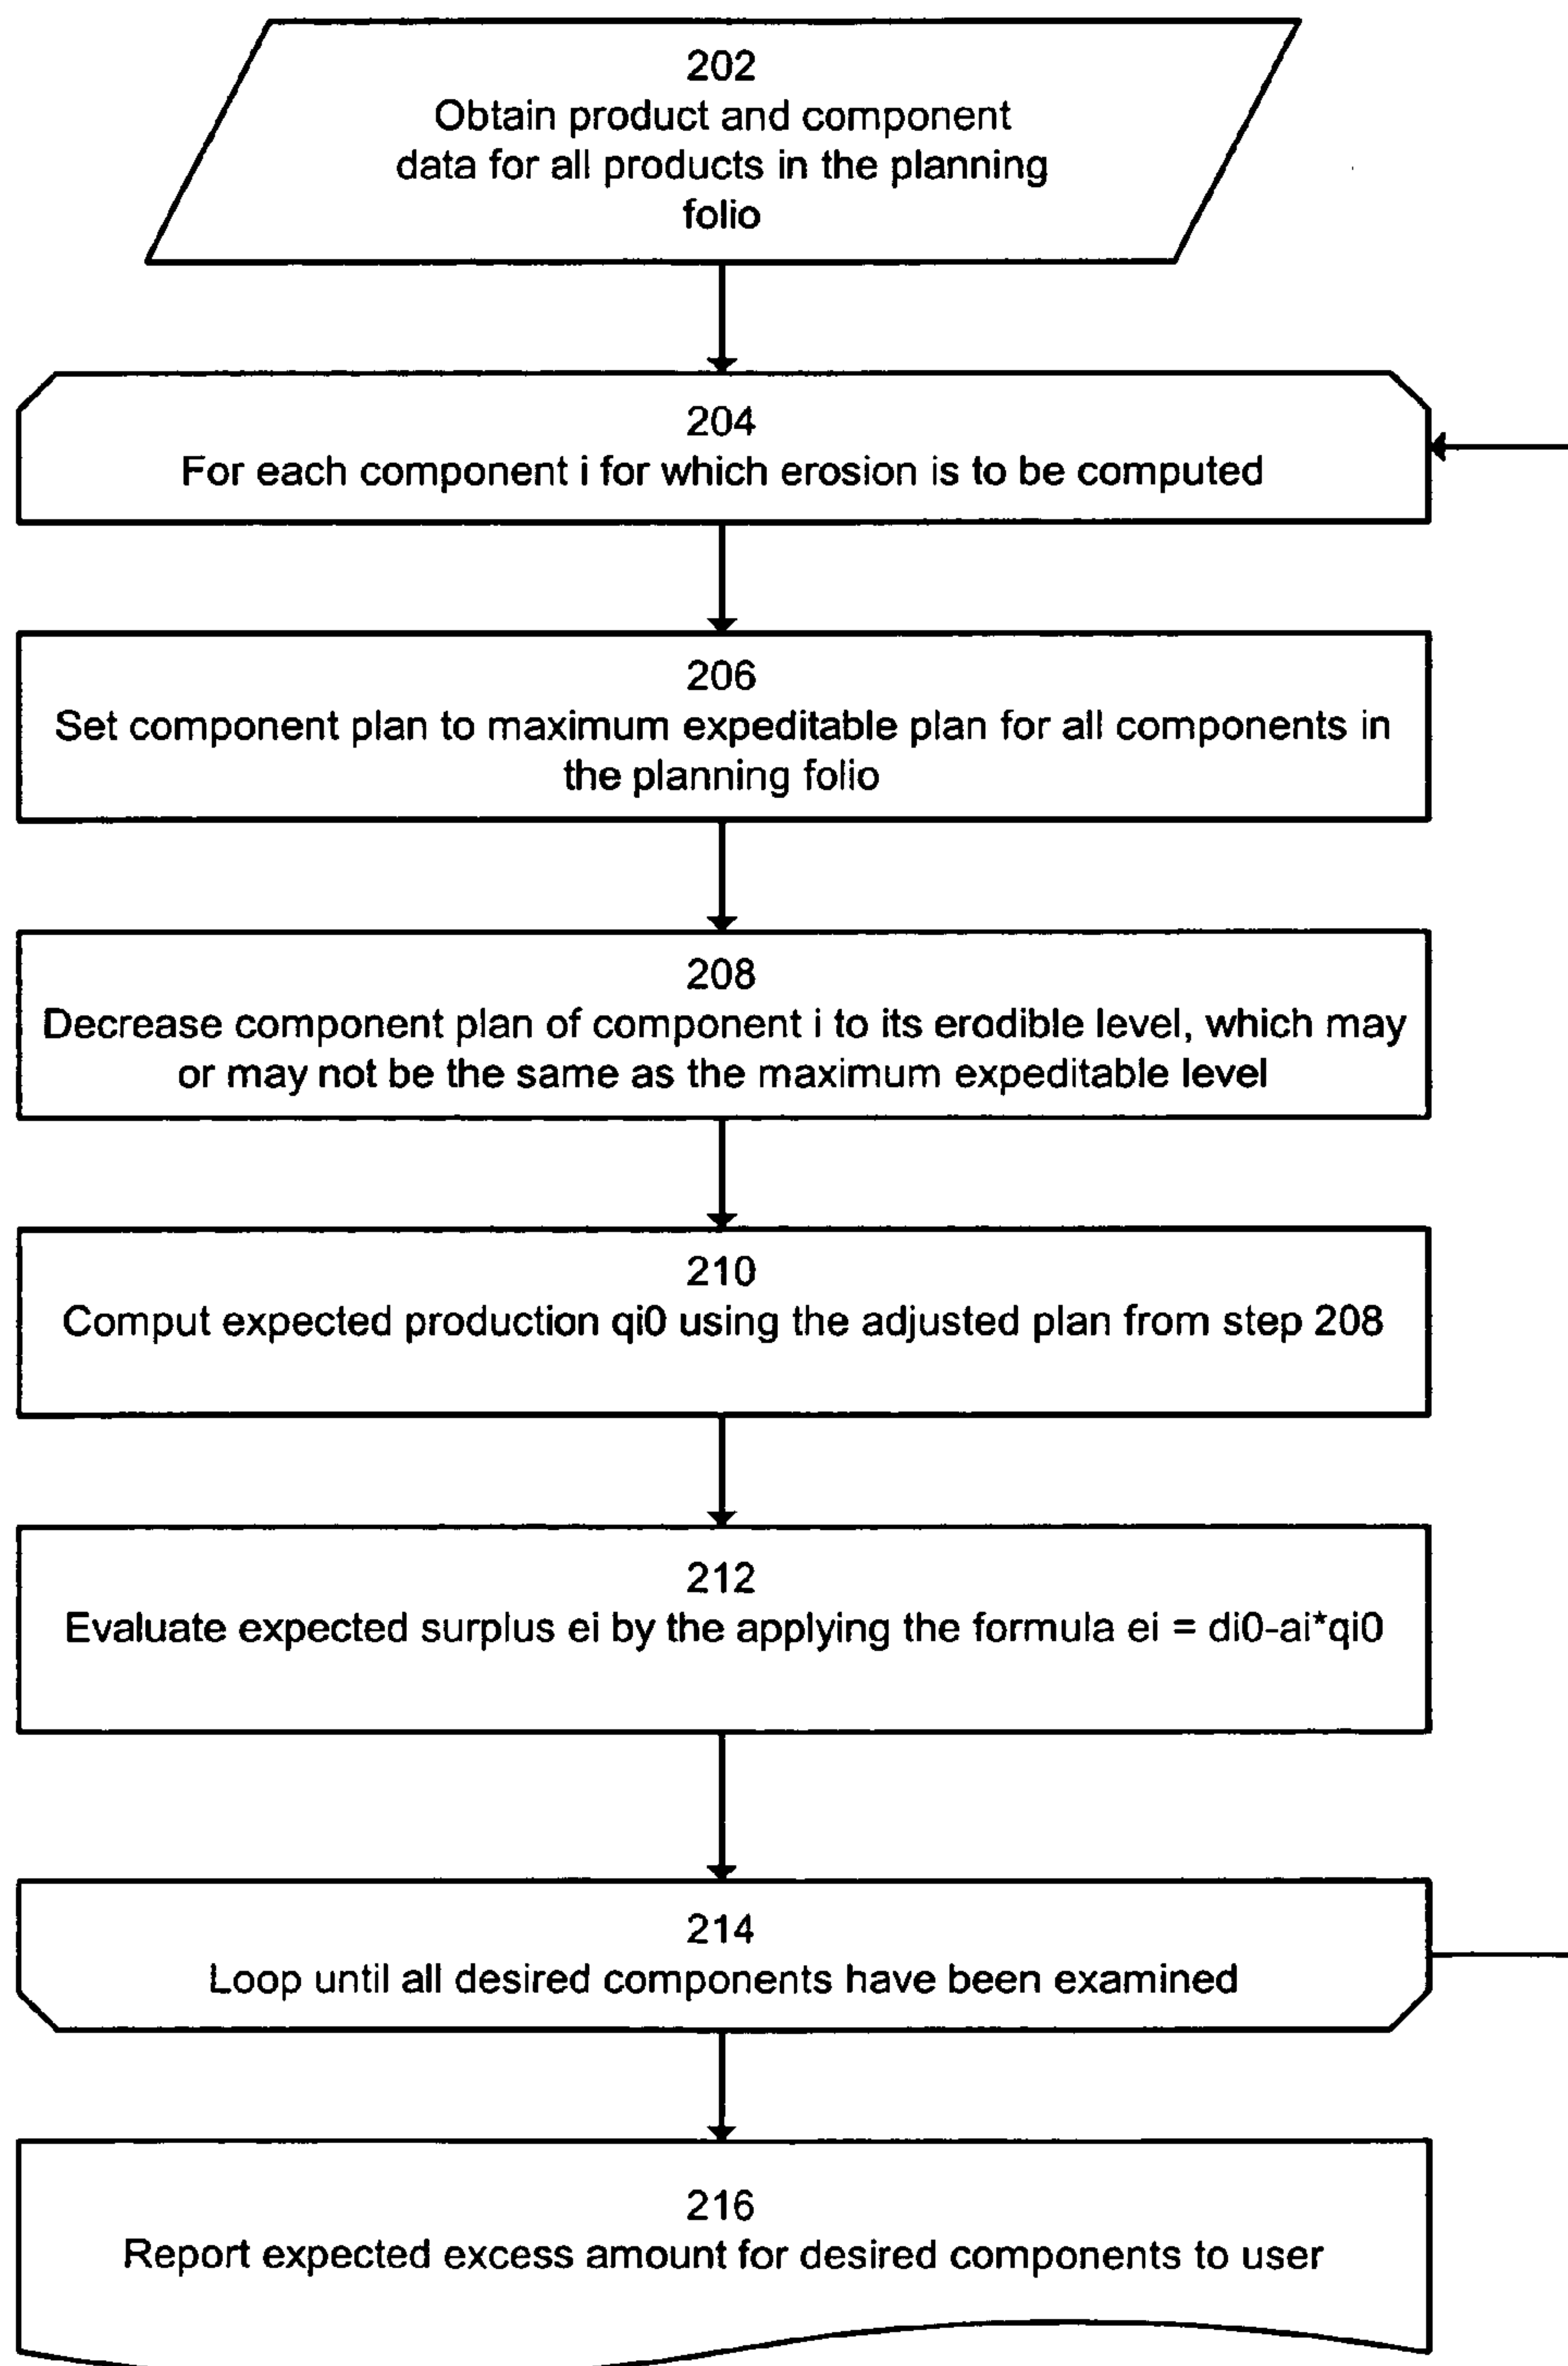 202
Obtain product and component
data for all products in the planning
folio
204
For each component i for which erosion is to be computed
206
Set component plan to maximum expeditable plan for all components in
the planning folio
208
Decrease component plan of component i to its erodible level, which may
or may not be the same as the maximum expeditable level
210
Comput expected production qi0 using the adjusted plan from step 208
212
Evaluate expected surplus ei by the applying the formula ei = di0-ai*qi0
214
Loop until all desired components have been examined
216
Report expected excess amount for desired components to user